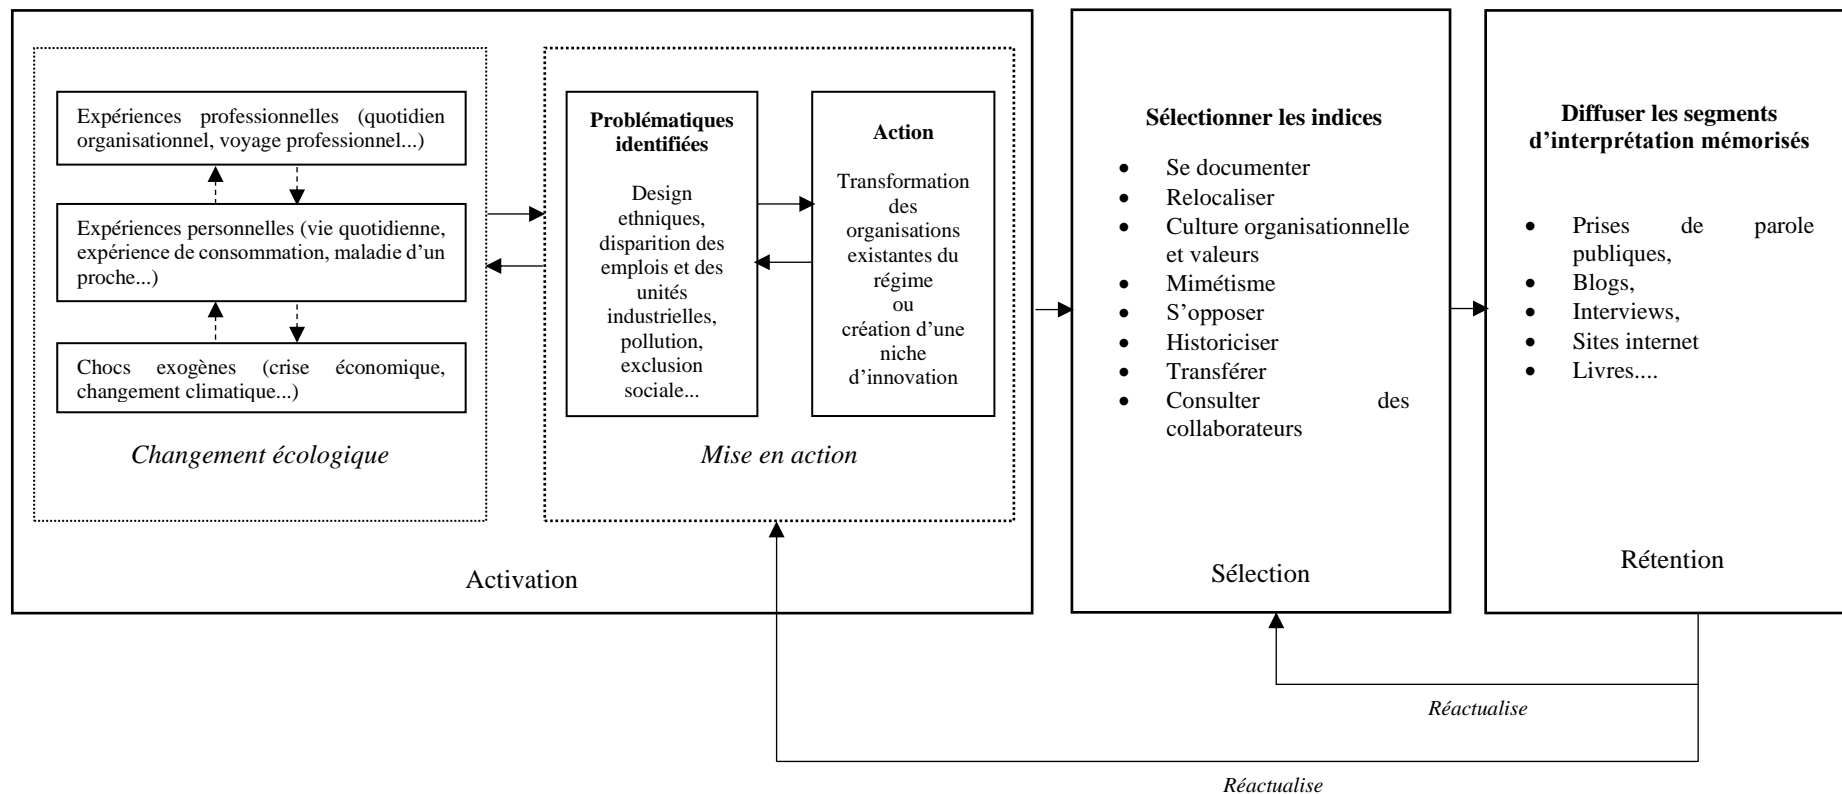 Expériences professionnelles (quotidien
organisationnel, voyage professionnel...)
Expériences personnelles (vie quotidienne,
expérience de consommation, maladie d’un
proche...)
Chocs exogènes (crise économique,
changement climatique...)
Changement écologique
Problématiques
identifiées
Design
ethniques,
disparition des
emplois et des
unités
industrielles,
pollution,
exclusion
sociale...
Action
Transformation
des
organisations
existantes du
régime
ou
création d’une
niche
d’innovation
Mise en action
Activation
Sélectionner les indices
• Se documenter
• Relocaliser
• Culture organisationnelle
et valeurs
• Mimétisme
• S’opposer
• Historiciser
• Transférer
• Consulter des
collaborateurs
Sélection
Diffuser les segments
d’interprétation mémorisés
• Prises de parole
publiques,
• Blogs,
• Interviews,
• Sites internet
• Livres....
Rétention
Réactualise
Réactualise